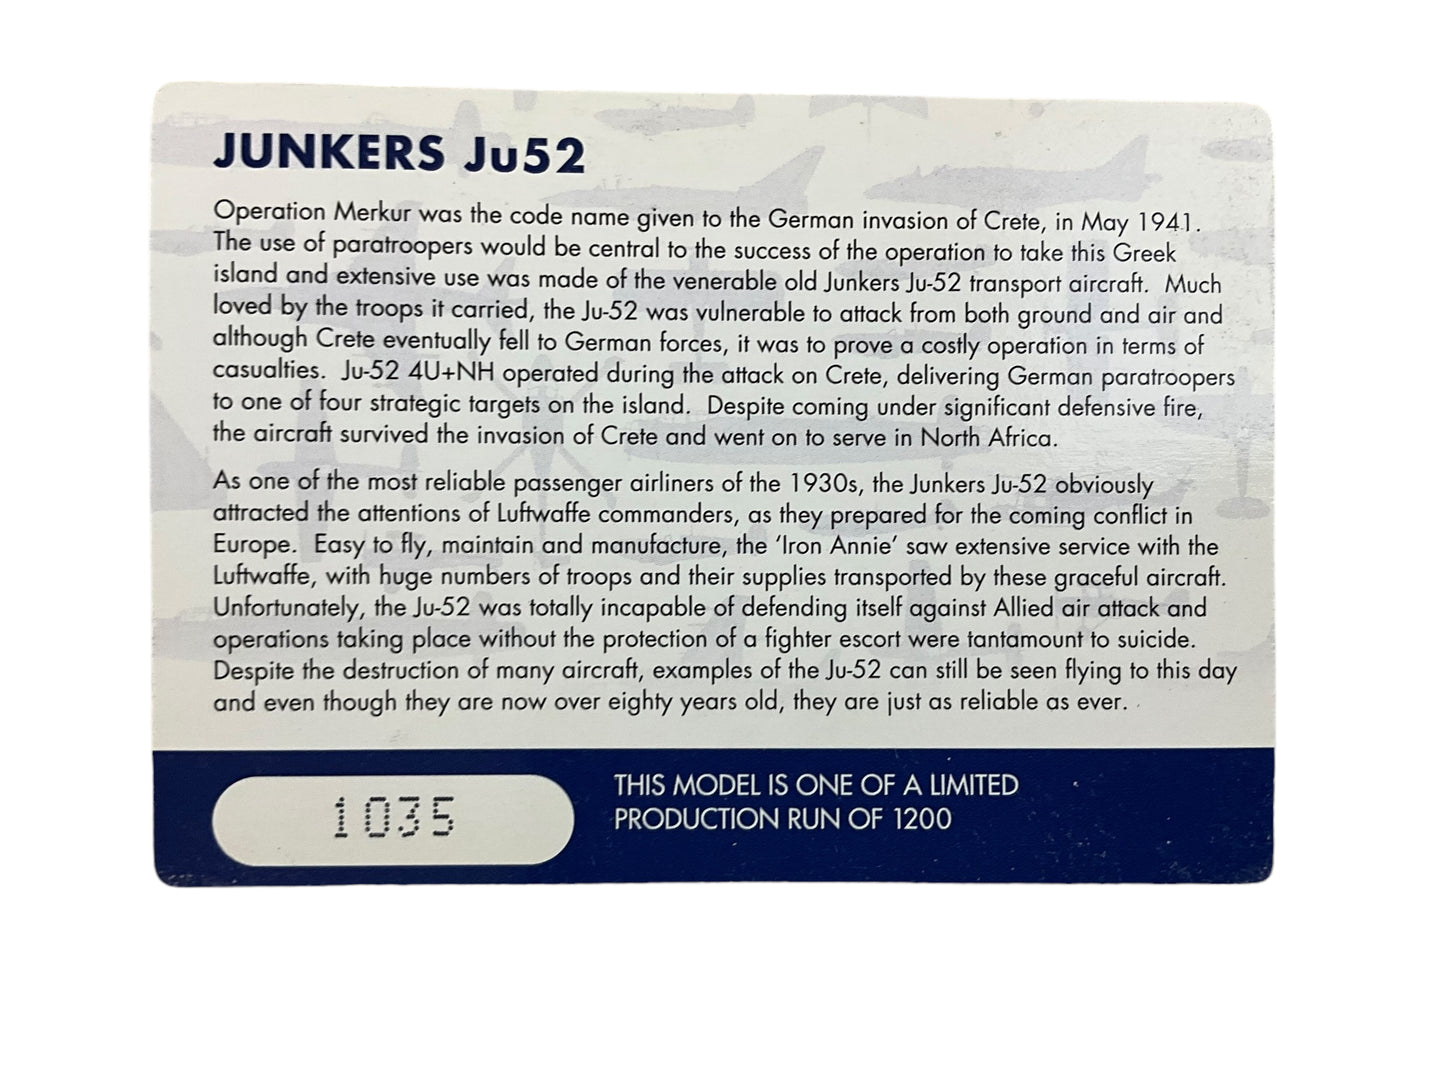 JUNKERS Ju52
Operation Merkur was the code name given to the German invasion of Crete, in May 1941.
The use of paratroopers would be central to the success of the operation to take this Greek
island and extensive use was made of the venerable old Junkers Ju-52 transport aircraft.  Much
loved by the troops it carried, the Ju-52 was vulnerable to attack from both ground and air and
although Crete eventually fell to German forces, it was to prove a costly operation in terms of
casualties.  Ju-52 4U+NH operated during the attack on Crete, delivering German paratroopers
to one of four strategic targets on the island.  Despite coming under significant defensive fire,
the aircraft survived the invasion of Crete and went on to serve in North Africa.
As one of the most reliable passenger airliners of the 1930s, the Junkers Ju-52 obviously
attracted the attentions of Luftwaffe commanders, as they prepared for the coming conflict in
Europe.  Easy to fly, maintain and manufacture, the ‘Iron Annie’ saw extensive service with the
Luftwaffe, with huge numbers of troops and their supplies transported by these graceful aircraft.
Unfortunately, the Ju-52 was totally incapable of defending itself against Allied air attack and
operations taking place without the protection of a fighter escort were tantamount to suicide.
Despite the destruction of many aircraft, examples of the Ju-52 can still be seen flying to this day
and even though they are now over eighty years old, they are just as reliable as ever.
1035
THIS MODEL IS ONE OF A LIMITED
PRODUCTION RUN OF 1200